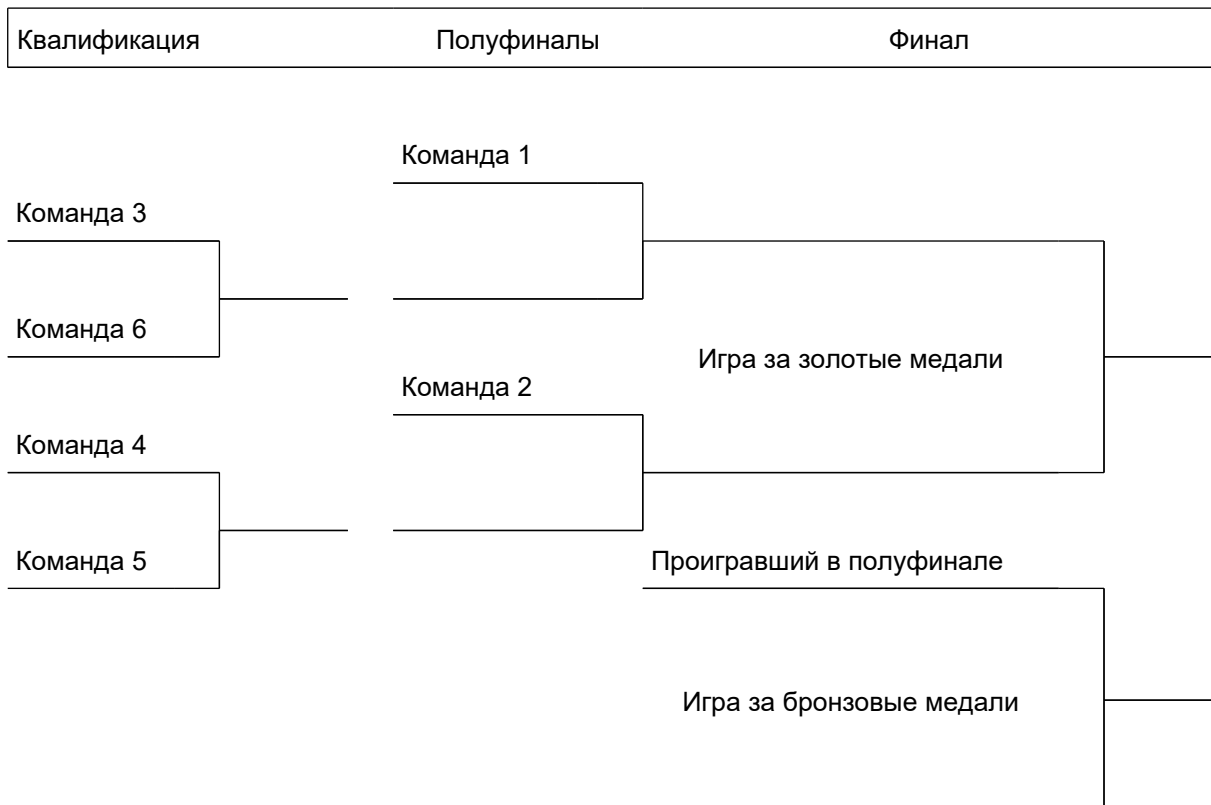 Квалификация Полуфиналы Финал
Команда 1
Команда 3
Команда 6
Игра за золотые медали
Команда 2
Команда 4
Команда 5
Проигравший в полуфинале
Игра за бронзовые медали